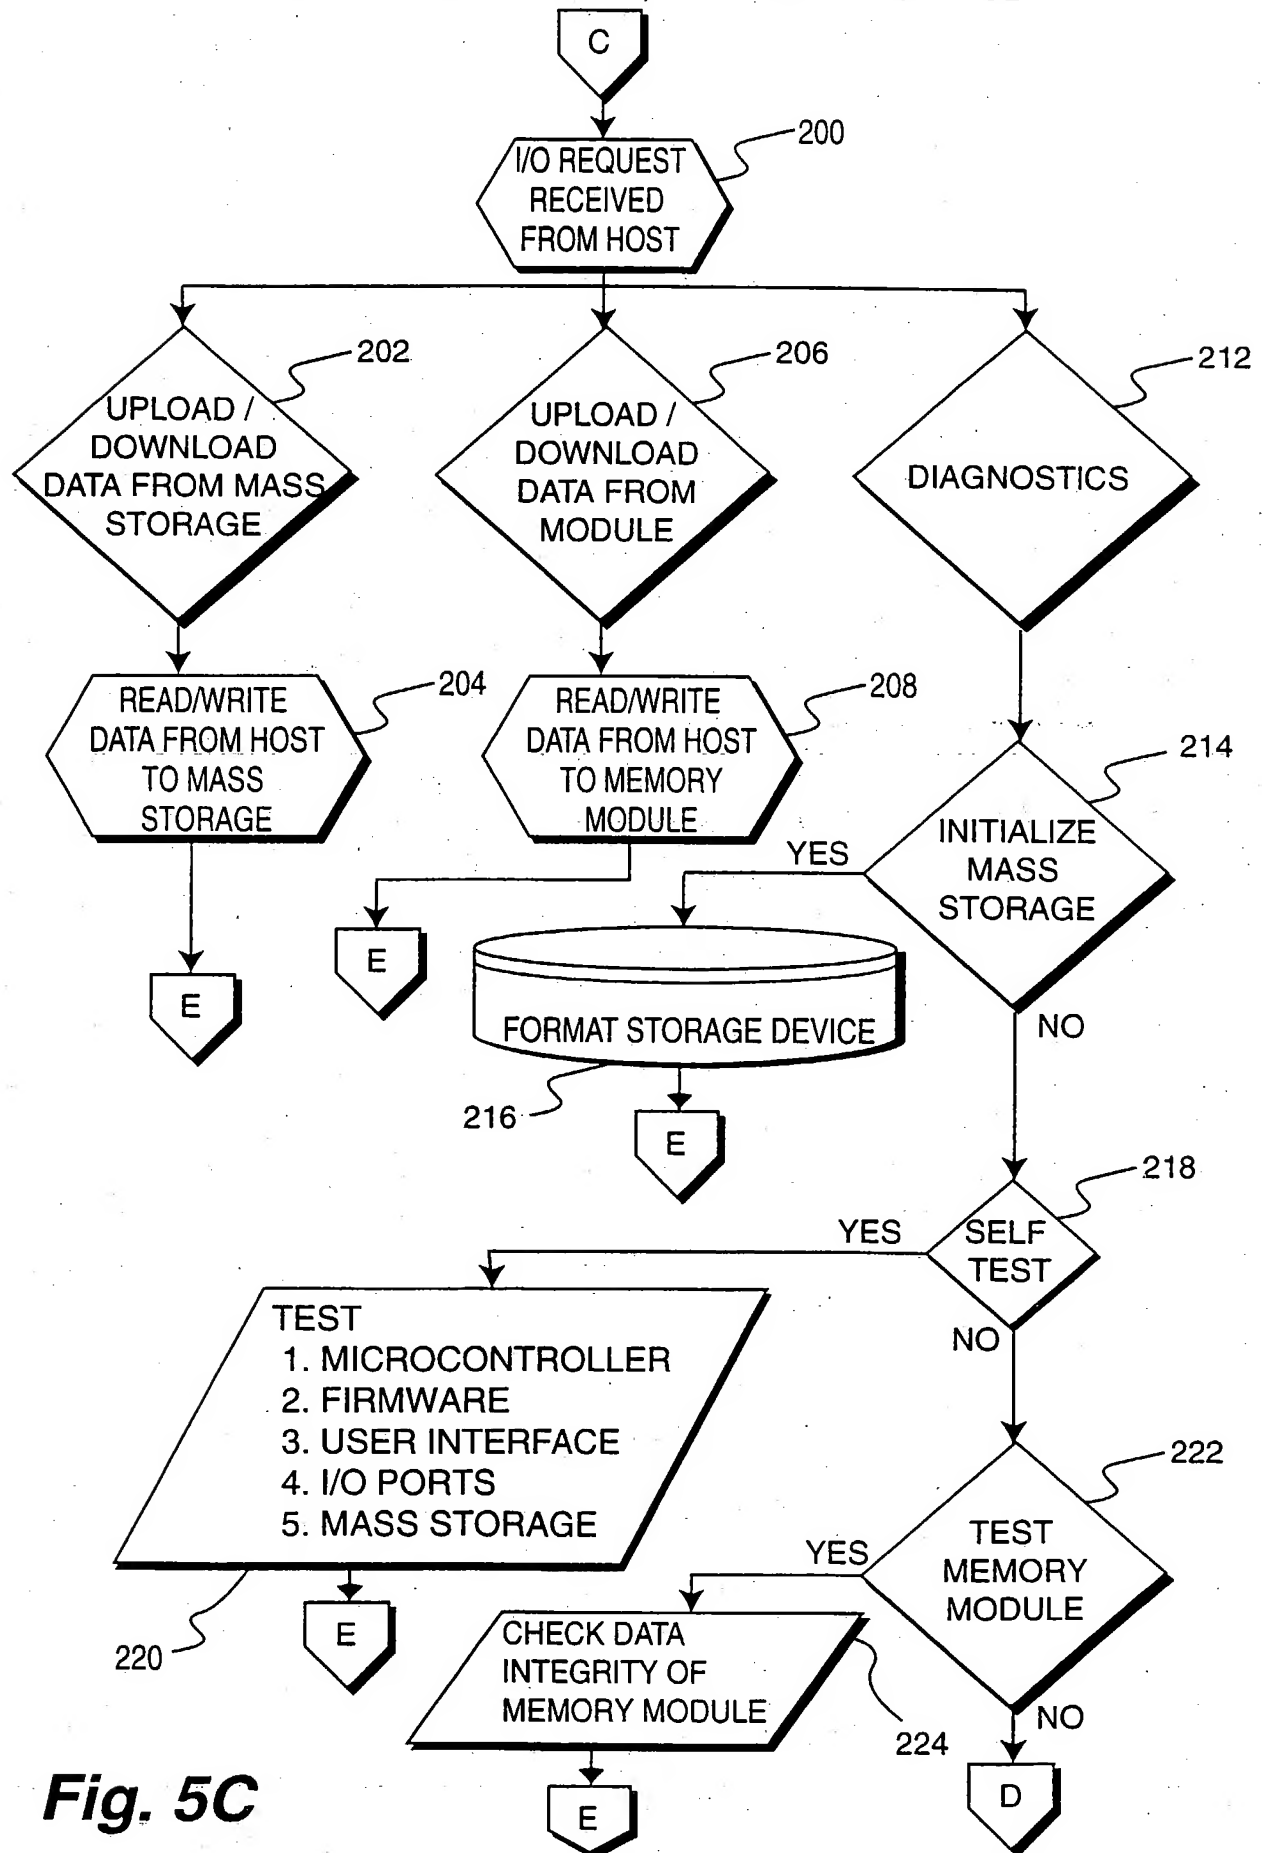 C
200
I/O REQUEST
RECEIVED
FROM HOST
202
UPLOAD /
DOWNLOAD
DATA FROM MASS
STORAGE
206
UPLOAD /
DOWNLOAD
DATA FROM
MODULE
212
DIAGNOSTICS
204
READ/WRITE
DATA FROM HOST
TO MASS
STORAGE
E
208
READ/WRITE
DATA FROM HOST
TO MEMORY
MODULE
E
214
INITIALIZE
MASS
STORAGE
YES
NO
FORMAT STORAGE DEVICE
216
E
218
SELF
TEST
YES
NO
TEST
1. MICROCONTROLLER
2. FIRMWARE
3. USER INTERFACE
4. I/O PORTS
5. MASS STORAGE
220
E
222
TEST
MEMORY
MODULE
YES
NO
CHECK DATA
INTEGRITY OF
MEMORY MODULE
224
E
D
Fig. 5C